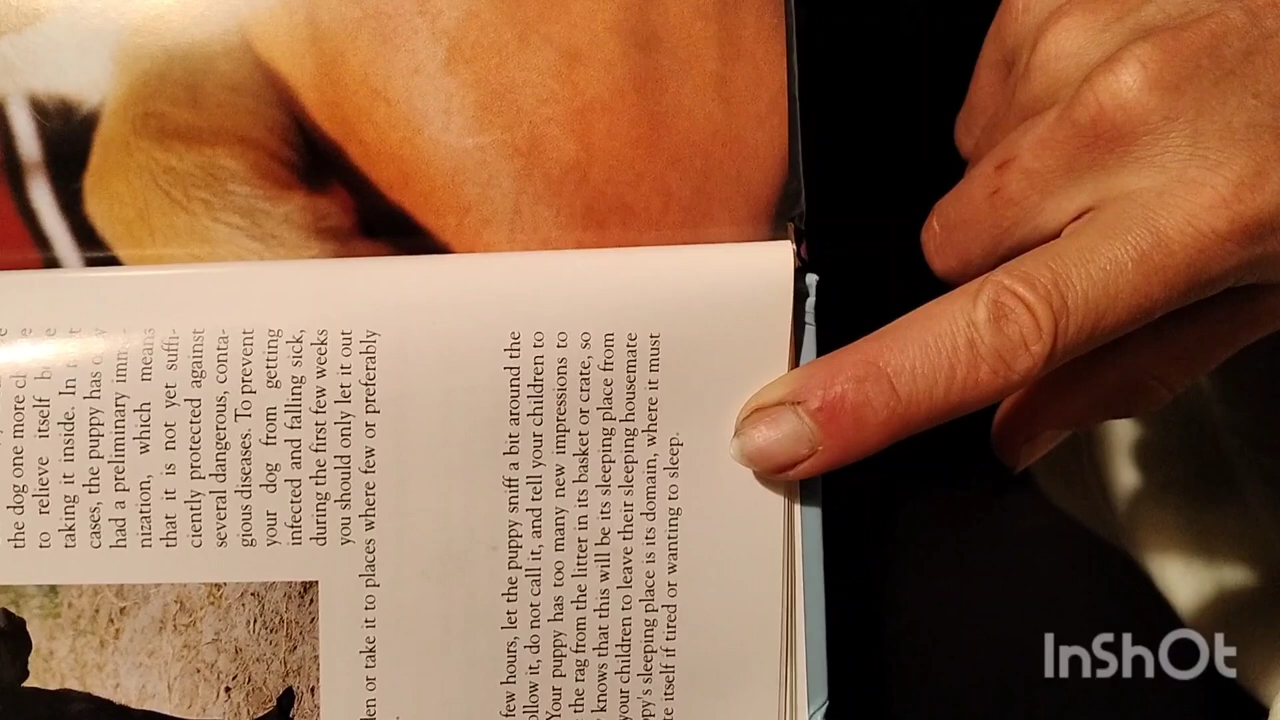 the dog one more
to relieve itself
taking it inside. In
cases, the puppy has
had a preliminary immu-
nization, which means
that it is not yet suffi-
ciently protected against
several dangerous, conta-
gious diseases. To prevent
your dog from getting
infected and falling sick,
during the first few weeks
you should only let it out
den or take it to places where few or preferably
few hours, let the puppy sniff a bit around the
ollow it, do not call it, and tell your children to
Your puppy has too many new impressions to
the rag from the litter in its basket or crate, so
knows that this will be its sleeping place from
your children to leave their sleeping housemate
ppy's sleeping place is its domain, where it must
te itself if tired or wanting to sleep.
InShOt